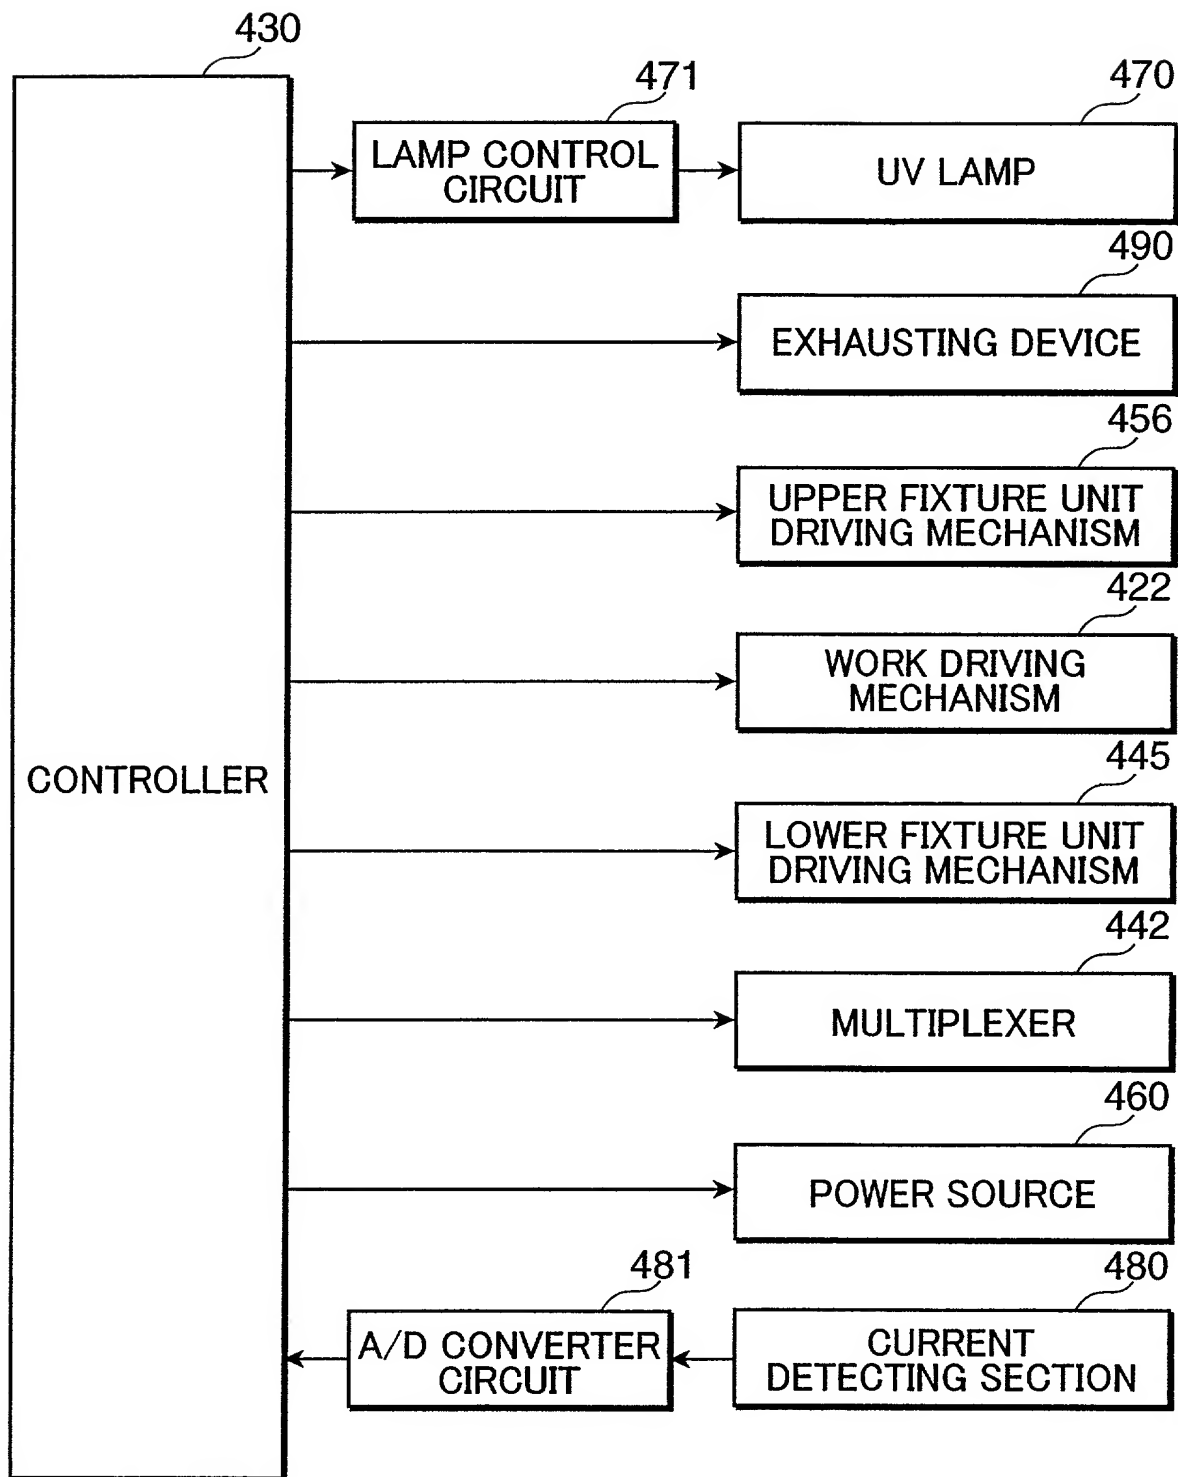 430
471
470
LAMP CONTROL
CIRCUIT
UV LAMP
490
EXHAUSTING DEVICE
456
UPPER FIXTURE UNIT
DRIVING MECHANISM
422
WORK DRIVING
MECHANISM
CONTROLLER
445
LOWER FIXTURE UNIT
DRIVING MECHANISM
442
MULTIPLEXER
460
POWER SOURCE
481
480
A/D CONVERTER
CIRCUIT
CURRENT
DETECTING SECTION